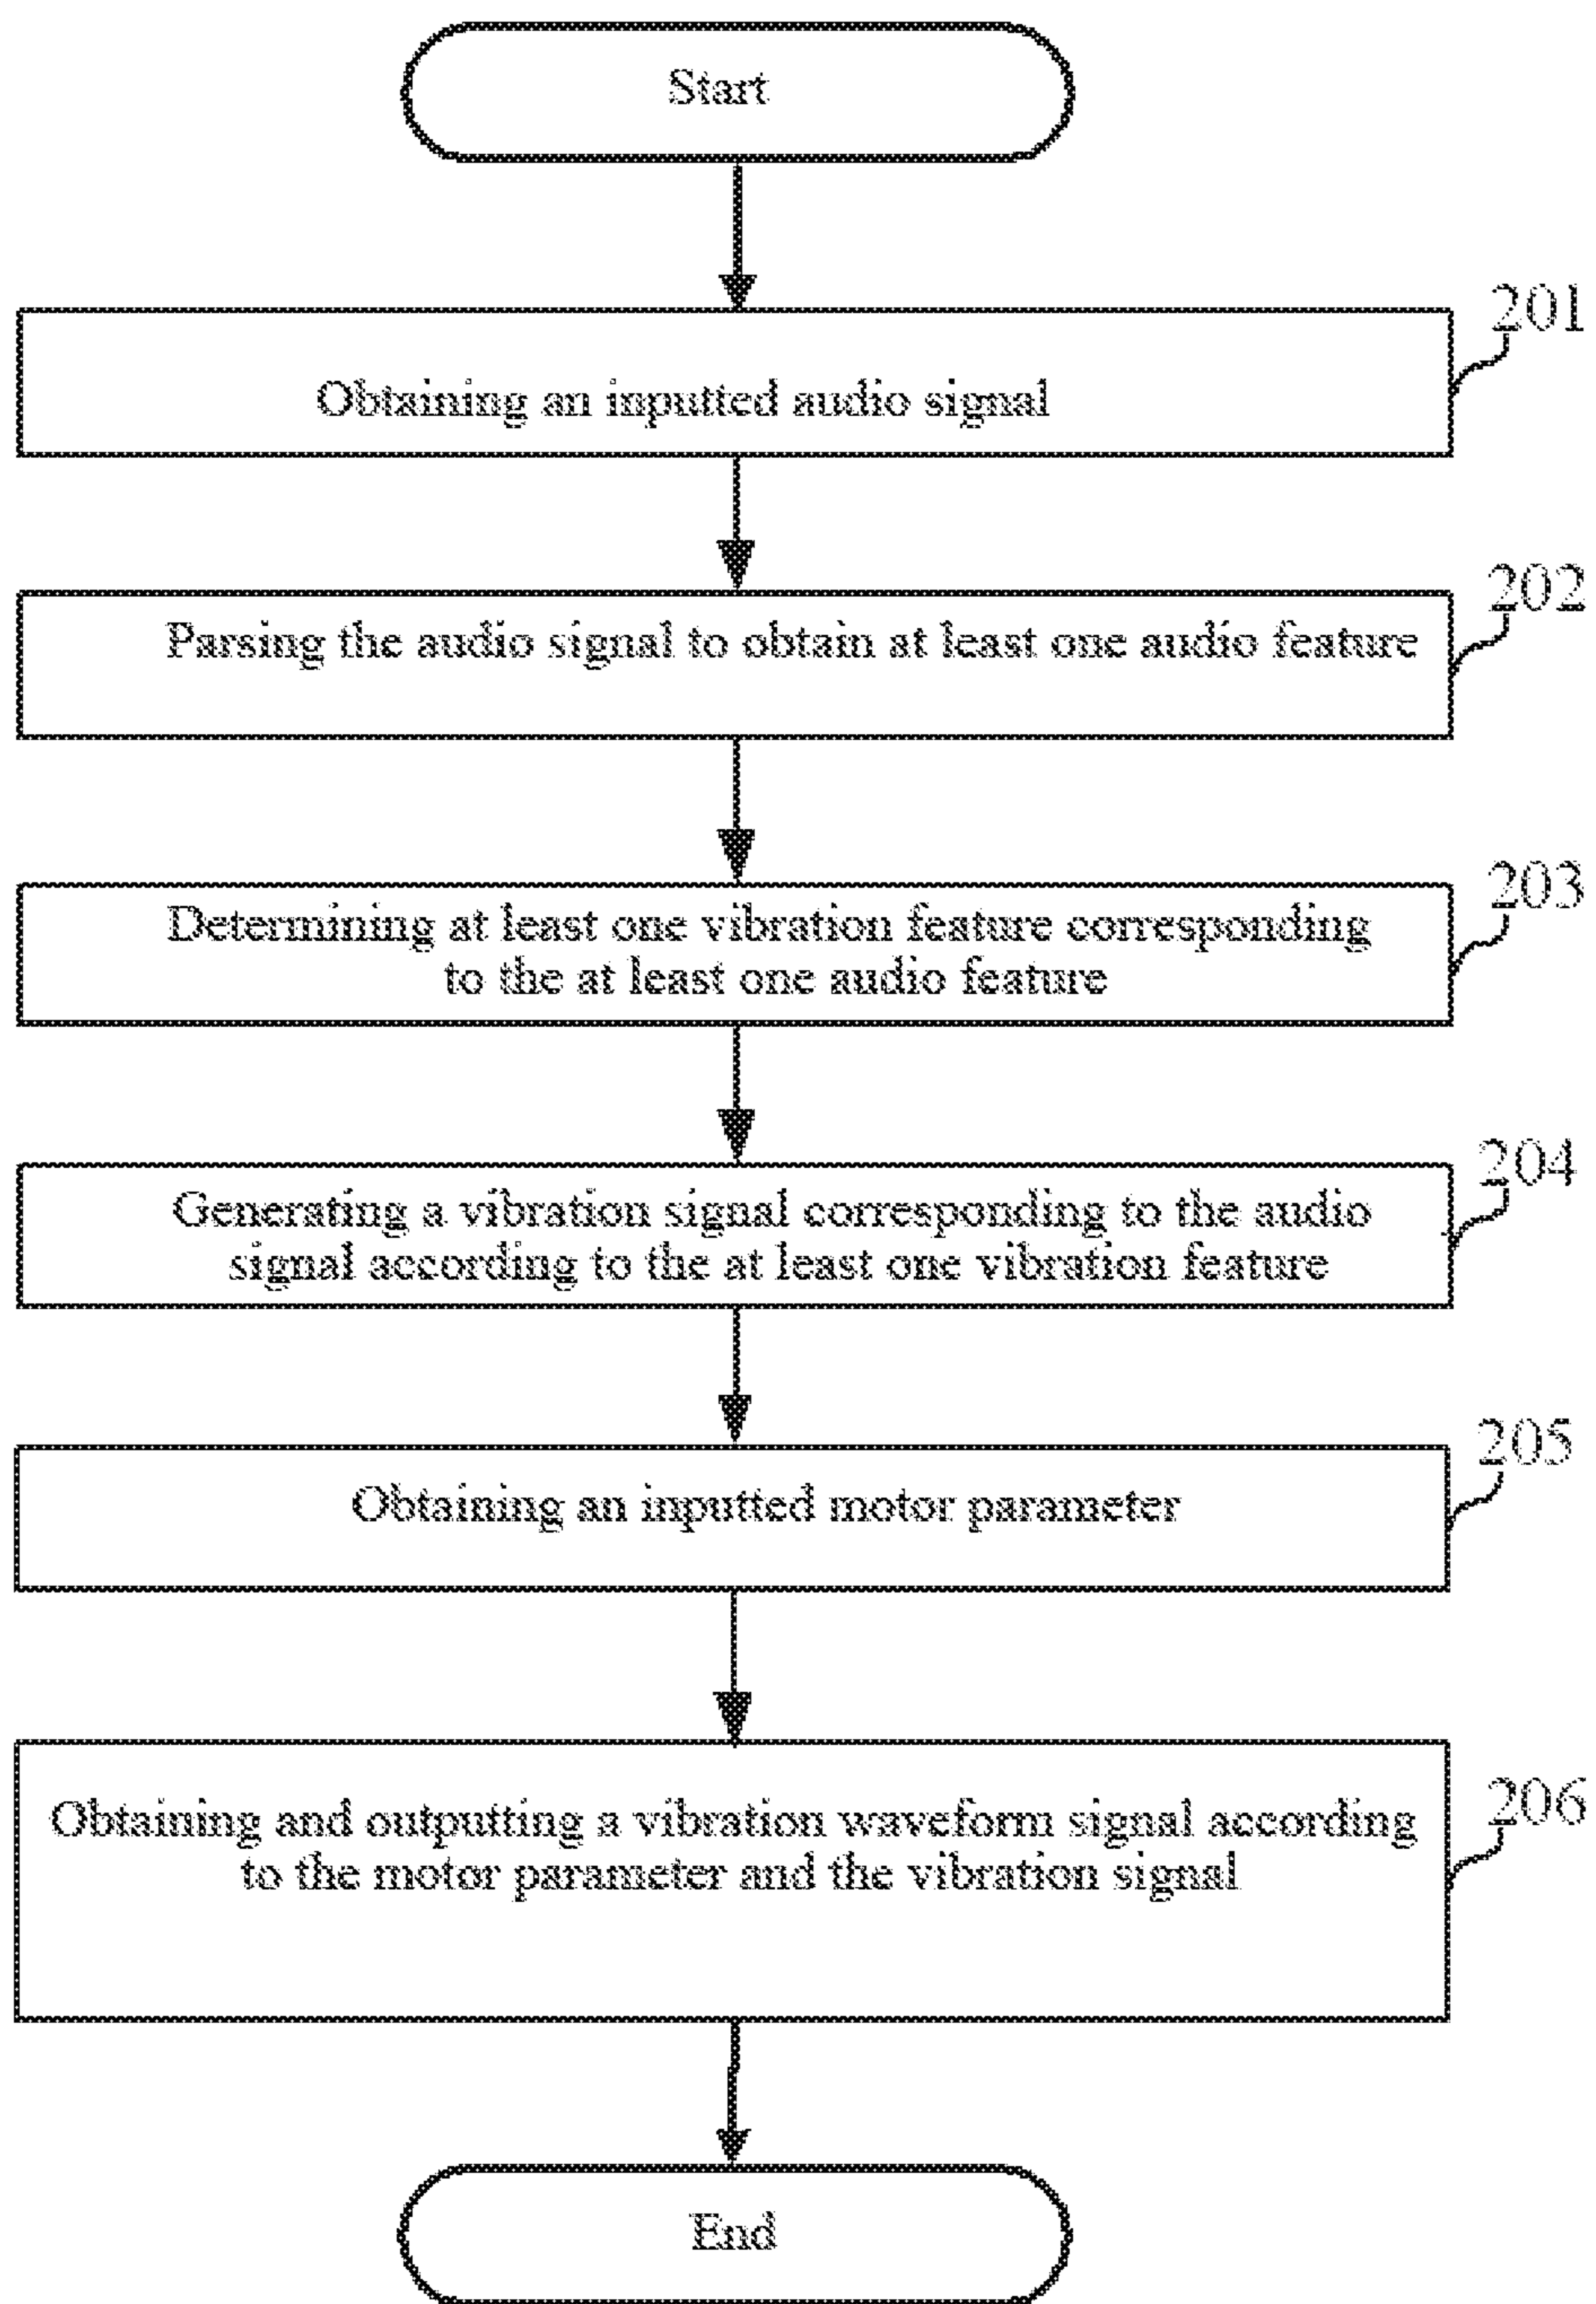 Start
201
Obtaining an inputted audio signal
202
Parsing the audio signal to obtain at least one audio feature
203
Determining at least one vibration feature corresponding
to the at least one audio feature
204
Generating a vibration signal corresponding to the audio
signal according to the at least one vibration feature
205
Obtaining an inputted motor parameter
206
Obtaining and outputting a vibration waveform signal according
to the motor parameter and the vibration signal
End